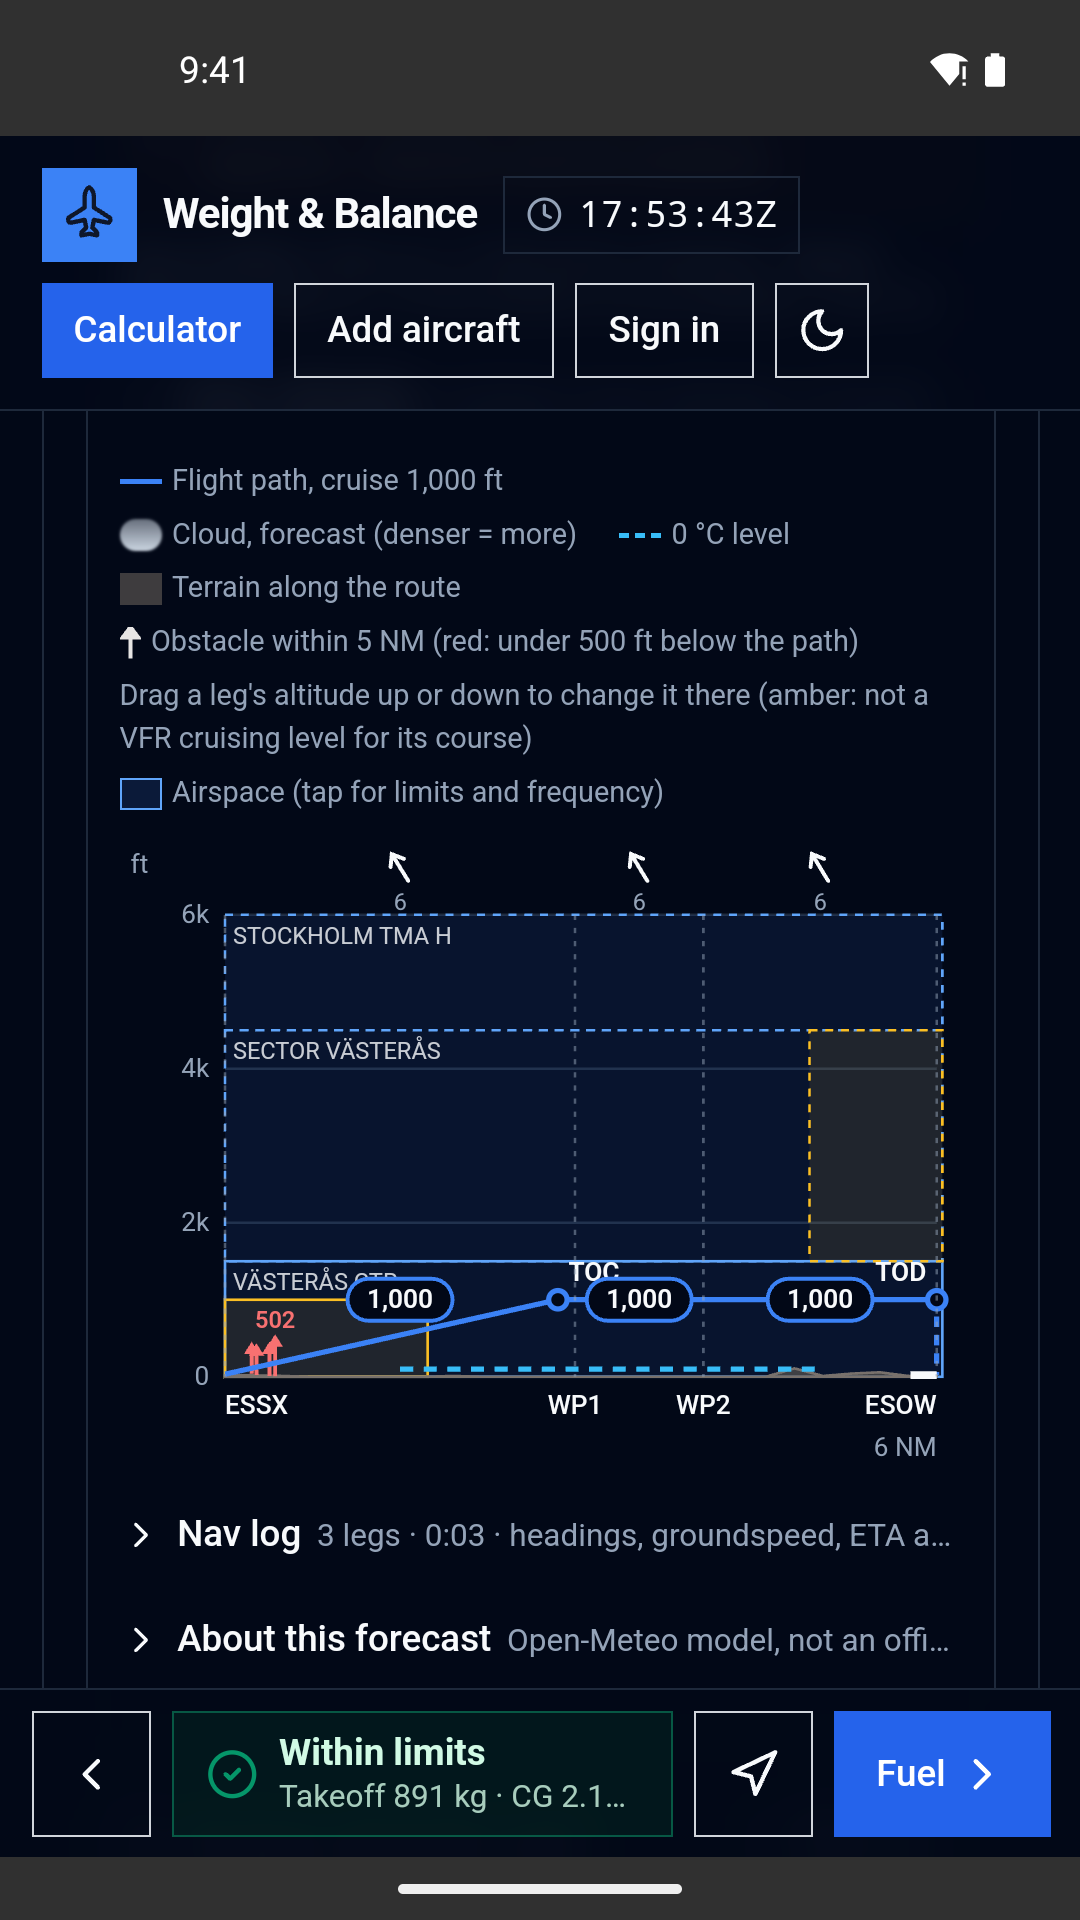 9:41
Weight & Balance
17:53:43Z
Calculator
Add aircraft
Sign in
Flight path, cruise 1,000 ft
Cloud, forecast (denser = more)
0 °C level
Terrain along the route
Obstacle within 5 NM (red: under 500 ft below the path)
Drag a leg's altitude up or down to change it there (amber: not a
VFR cruising level for its course)
Airspace (tap for limits and frequency)
ft
6 6 6
6k
STOCKHOLM TMA H
SECTOR VÄSTERÅS
4k
2k
TOC
TOD
VÄSTERÅS CTR
1,000
1,000
1,000
502
0
ESSX
WP1
WP2
ESOW
6 NM
Nav log 3 legs · 0:03 · headings, groundspeed, ETA a…
About this forecast Open-Meteo model, not an offi…
Within limits
Takeoff 891 kg · CG 2.1…
Fuel